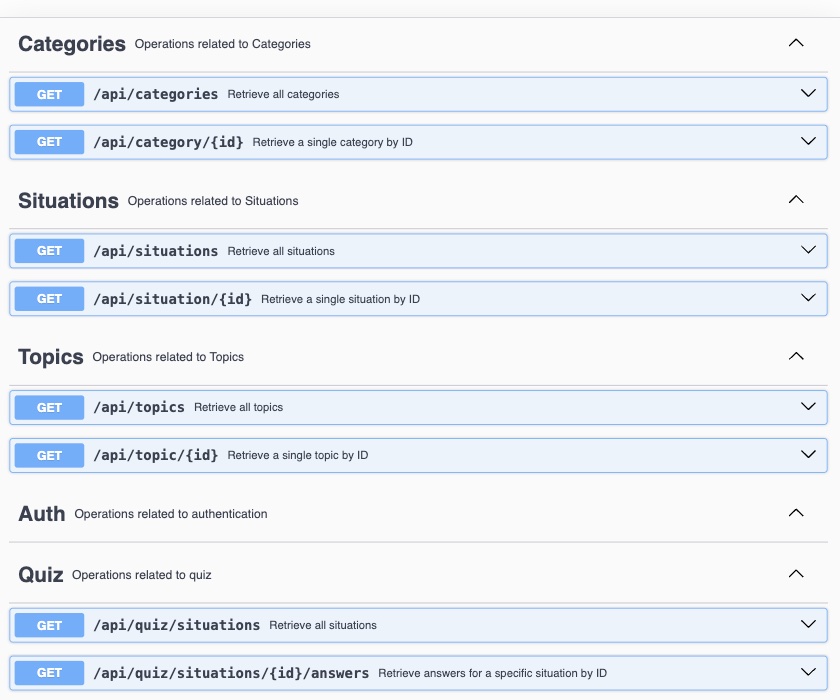 Categories Operations related to Categories
GET /api/categories Retrieve all categories
GET /api/category/{id} Retrieve a single category by ID
Situations Operations related to Situations
GET /api/situations Retrieve all situations
GET /api/situation/{id} Retrieve a single situation by ID
Topics Operations related to Topics
GET /api/topics Retrieve all topics
GET /api/topic/{id} Retrieve a single topic by ID
Auth Operations related to authentication
Quiz Operations related to quiz
GET /api/quiz/situations Retrieve all situations
GET /api/quiz/situations/{id}/answers Retrieve answers for a specific situation by ID